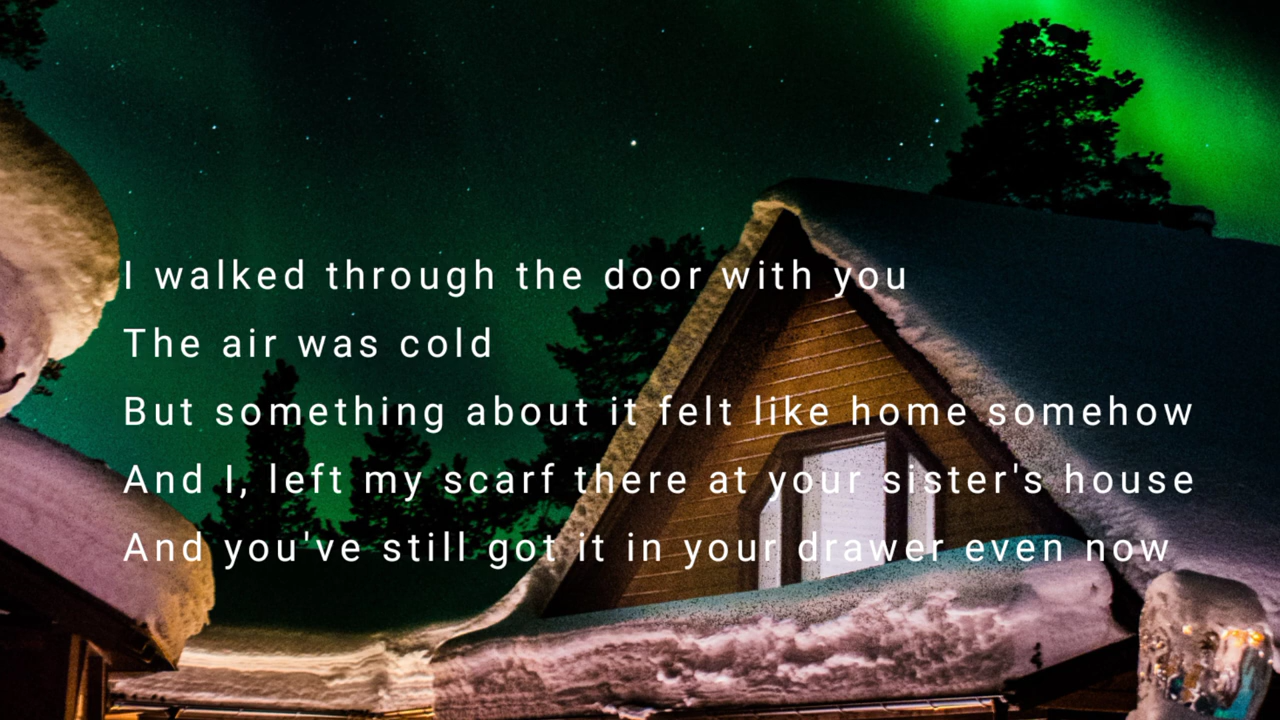 I walked through the door with you
The air was cold
But something about it felt like home somehow
And I, left my scarf there at your sister's house
And you've still got it in your drawer even now